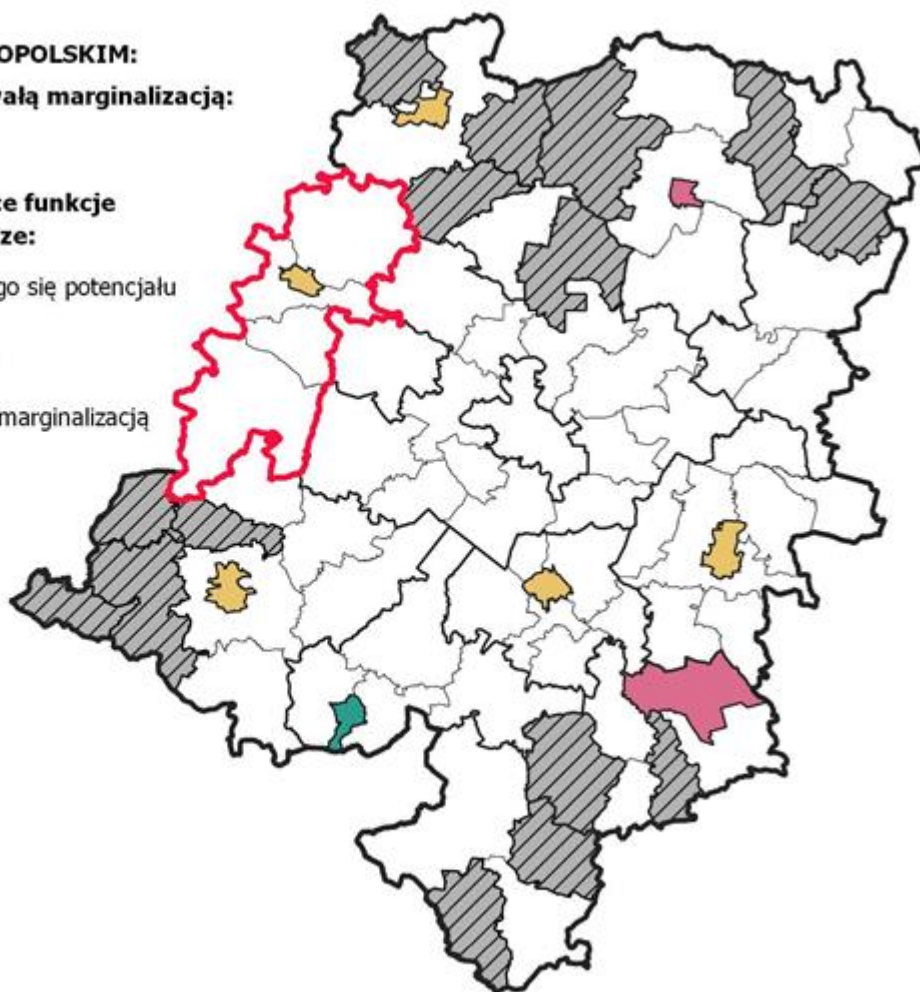 OPOLSKIM:
wałą marginalizacją:
ce funkcje
ze:
go się potencjału
marginalizacją